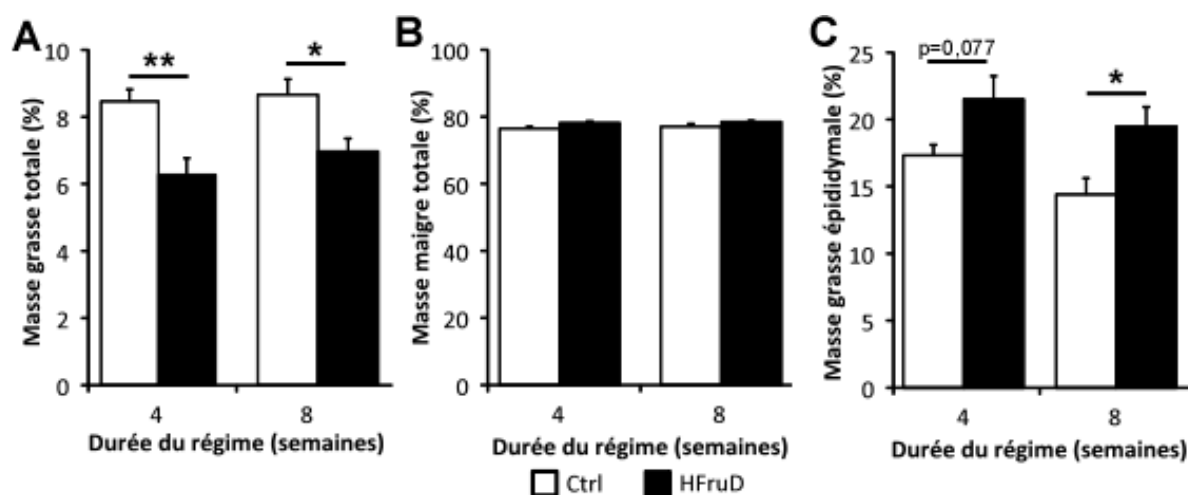 A
Masse grasse totale (%)
10
8
6
4
2
0
**
*
4
8
Durée du régime (semaines)
B
Masse maigre totale (%)
100
80
60
40
20
0
4
8
Durée du régime (semaines)
C
Masse grasse épididymale (%)
25
20
15
10
5
0
p=0,077
*
4
8
Durée du régime (semaines)
Ctrl
HFruD